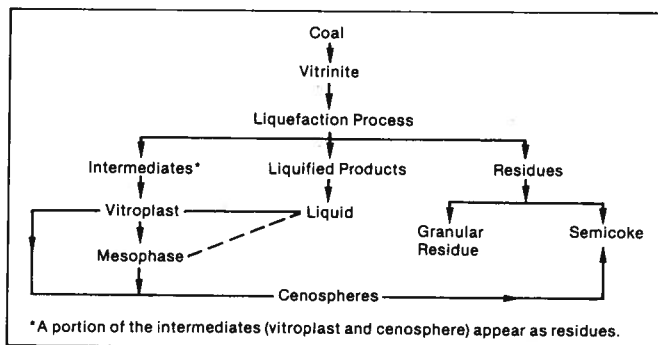 Coal
Vitrinite
Liquefaction Process
Intermediates*
Liquified Products
Residues
Vitroplast
Liquid
Granular
Residue
Semicoke
Mesophase
Cenospheres
*A portion of the intermediates (vitroplast and cenosphere) appear as residues.